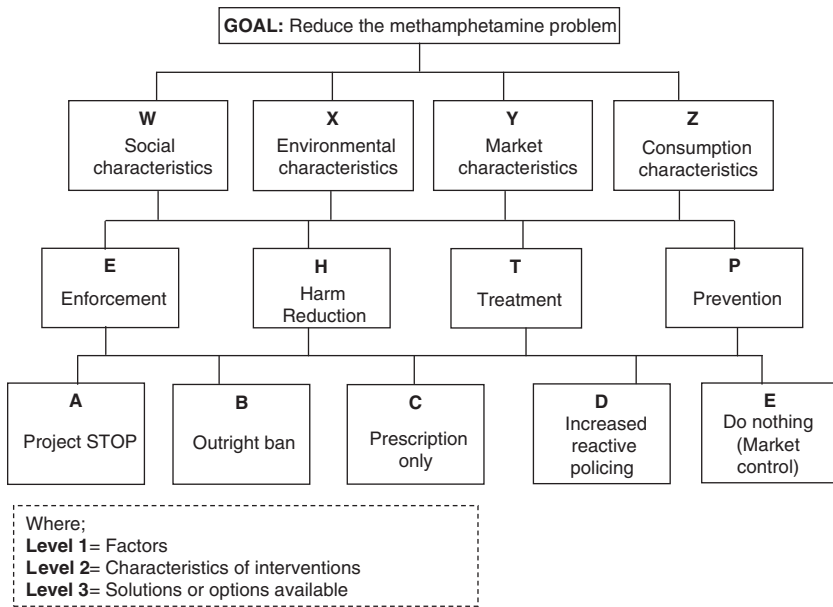 GOAL: Reduce the methamphetamine problem
W
Social
characteristics
X
Environmental
characteristics
Y
Market
characteristics
Z
Consumption
characteristics
E
Enforcement
H
Harm
Reduction
T
Treatment
P
Prevention
A
Project STOP
B
Outright ban
C
Prescription
only
D
Increased
reactive
policing
E
Do nothing
(Market
control)
Where;
Level 1= Factors
Level 2= Characteristics of interventions
Level 3= Solutions or options available